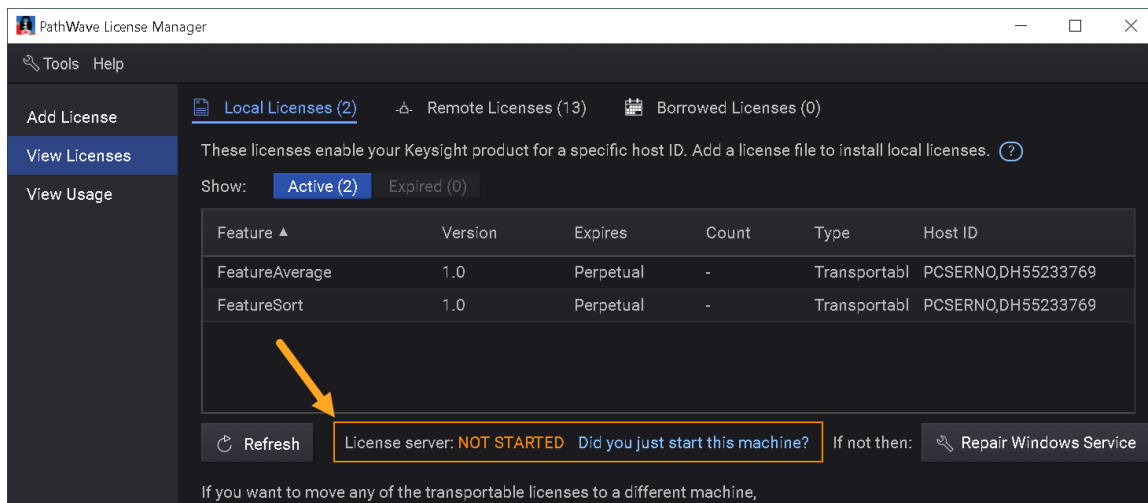 PathWave License Manager
Tools Help
Add License
View Licenses
View Usage
Local Licenses (2) Remote Licenses (13) Borrowed Licenses (0)
These licenses enable your Keysight product for a specific host ID. Add a license file to install local licenses. ?
Show: Active (2) Expired (0)
Feature ▲ Version Expires Count Type Host ID
FeatureAverage 1.0 Perpetual - Transportabl PCSERNO,DH55233769
FeatureSort 1.0 Perpetual - Transportabl PCSERNO,DH55233769
Refresh License server: NOT STARTED Did you just start this machine? If not then: Repair Windows Service
If you want to move any of the transportable licenses to a different machine,